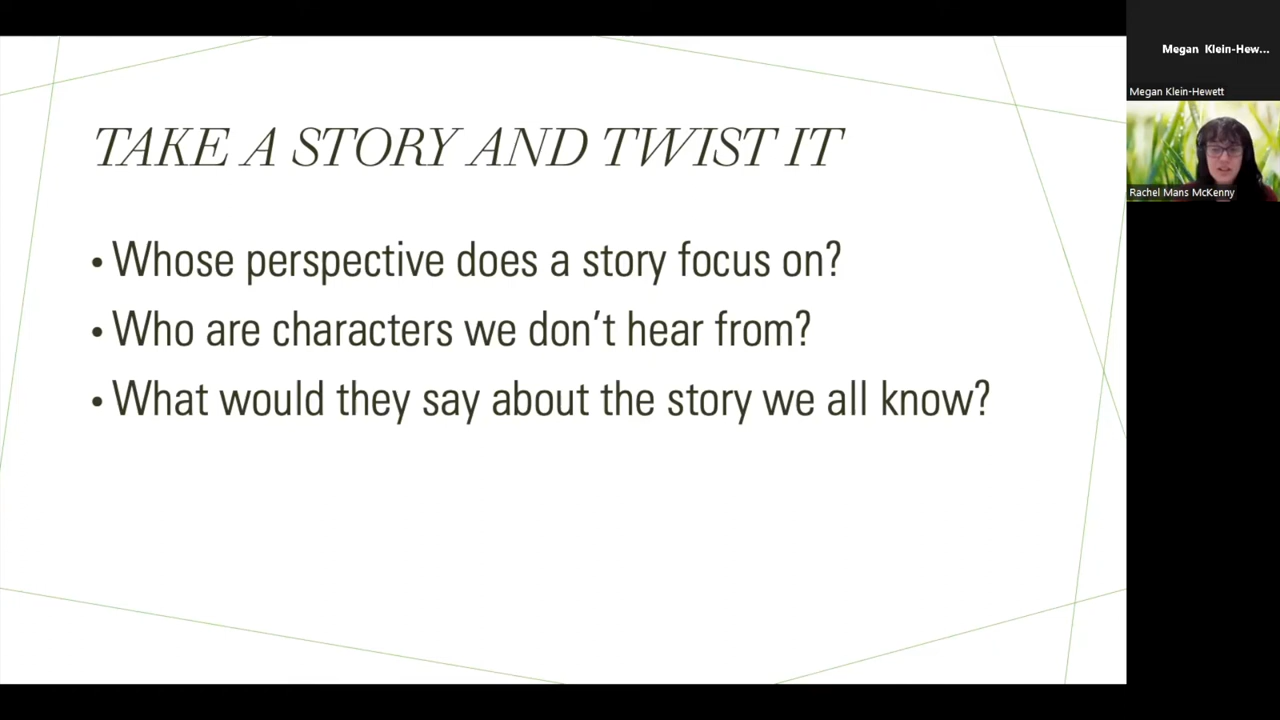 TAKE A STORY AND TWIST IT
• Whose perspective does a story focus on?
• Who are characters we don’t hear from?
• What would they say about the story we all know?
Megan Klein-Hew...
Megan Klein-Hewett
Rachel Mans McKenny